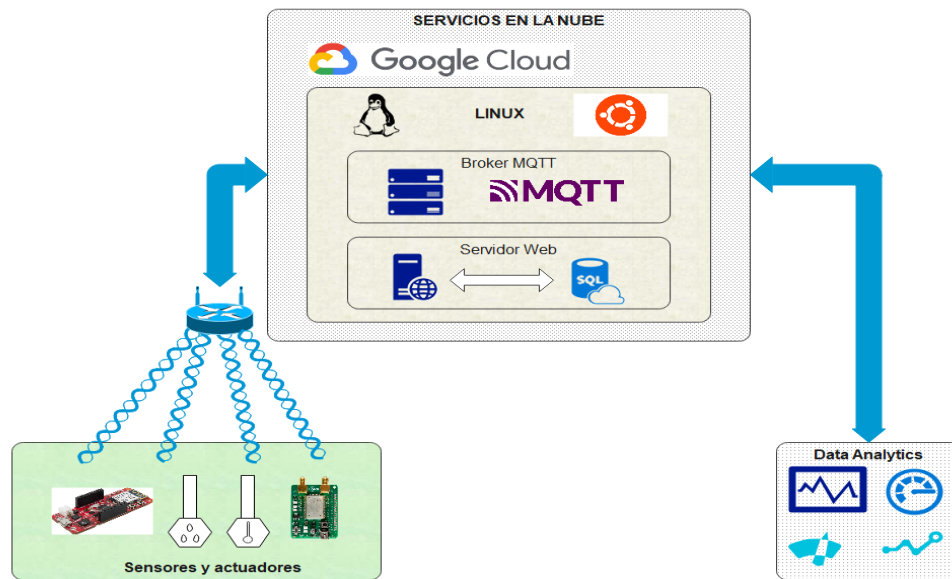 SERVICIOS EN LA NUBE
Google Cloud
LINUX
Broker MQTT
MQTT
Servidor Web
SQL
Data Analytics
Sensores y actuadores